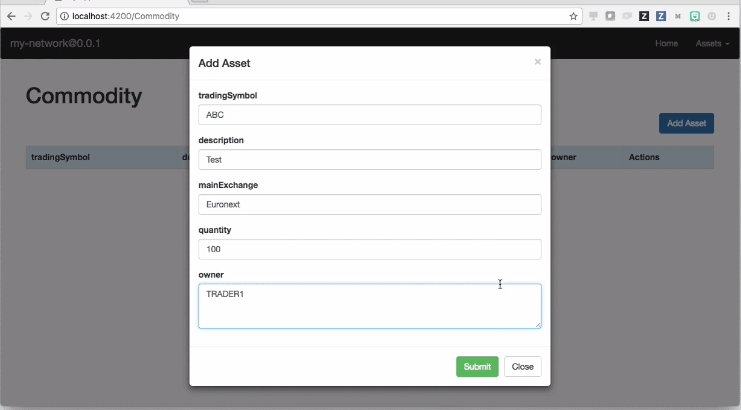 localhost:4200/Commodity
my-network@0.0.1
Home
Assets
Commodity
Add Asset
tradingSymbol
owner
Actions
Add Asset
×
tradingSymbol
ABC
description
Test
mainExchange
Euronext
quantity
100
owner
TRADER1
Submit
Close